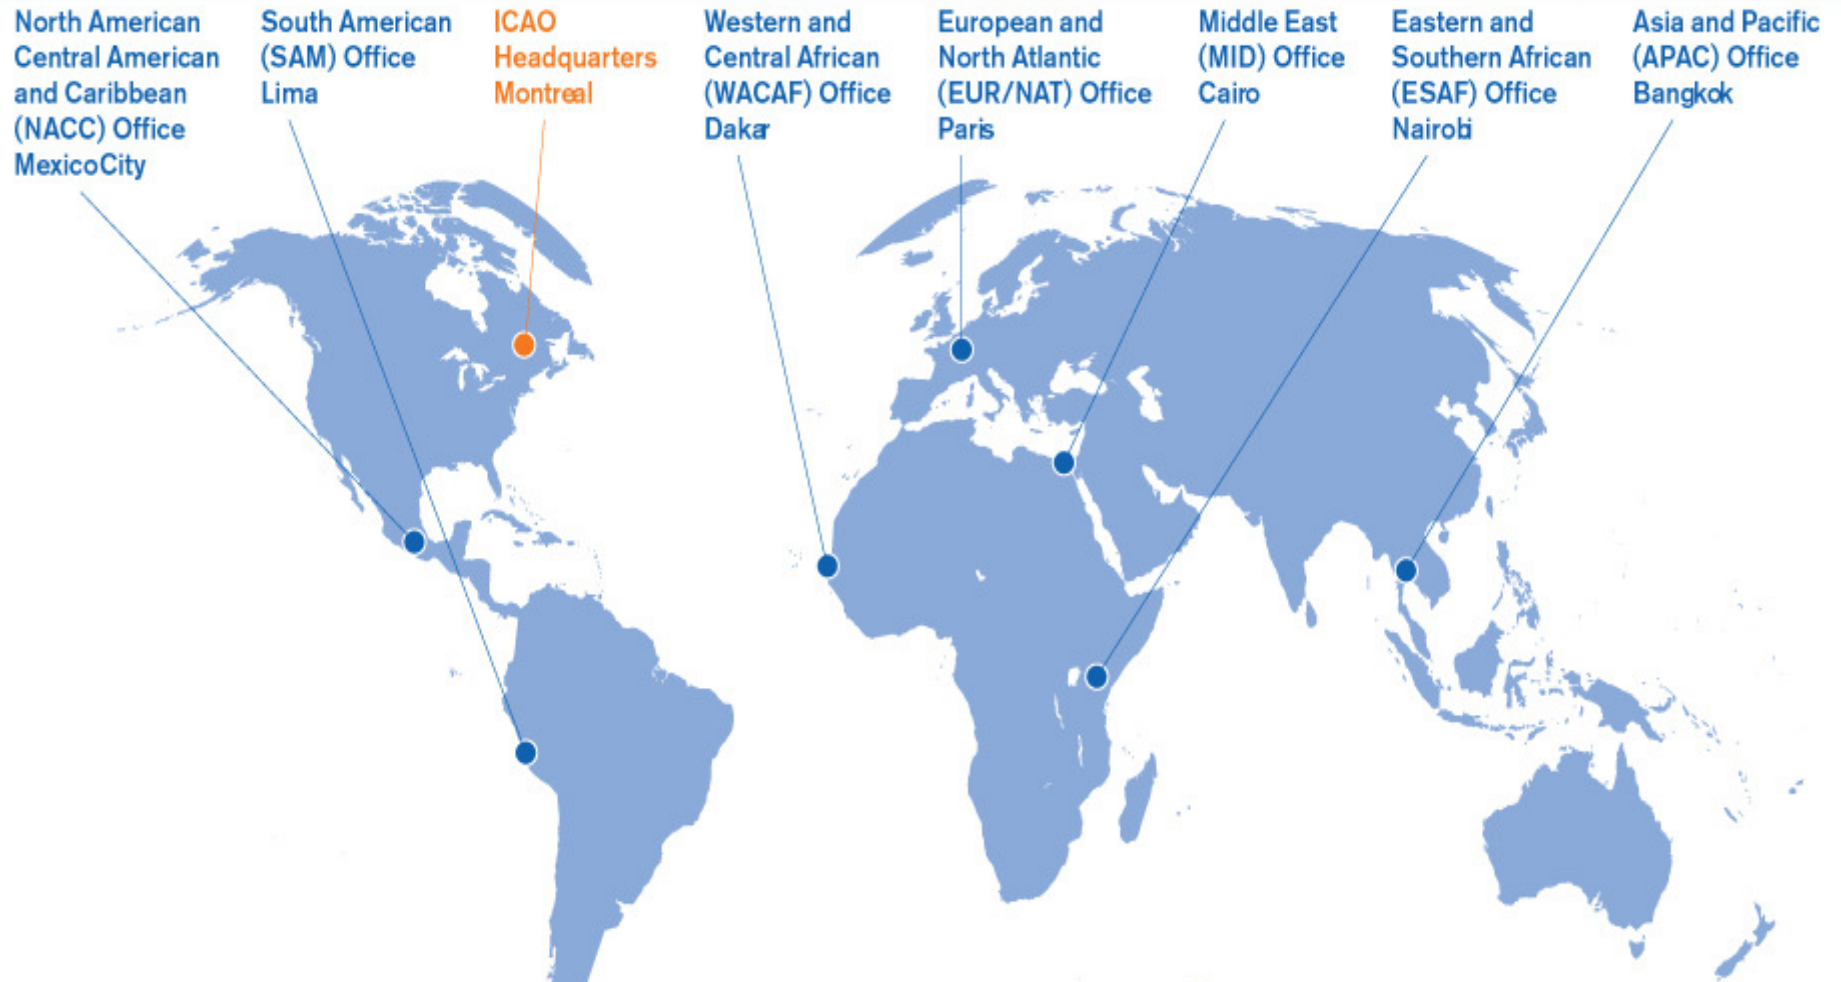 North American
Central American
and Caribbean
(NACC) Office
MexicoCity
South American
(SAM) Office
Lima
ICAO
Headquarters
Montreal
Western and
Central African
(WACAF) Office
Dakar
European and
North Atlantic
(EUR/NAT) Office
Paris
Middle East
(MID) Office
Cairo
Eastern and
Southern African
(ESAF) Office
Nairobi
Asia and Pacific
(APAC) Office
Bangkok